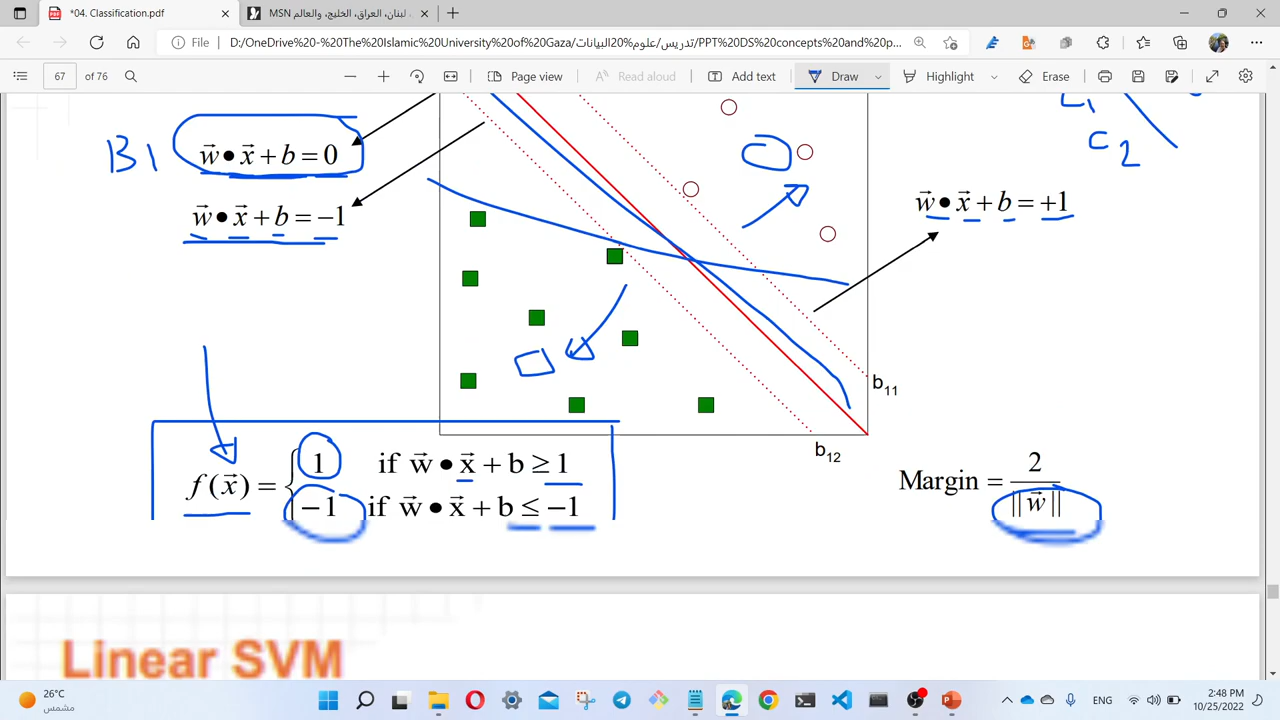 *04. Classification.pdf
MSN لبنان، العراق، الخليج، والعالم ,.
File
D:/OneDrive%20-%20The%20Islamic%20University%20of%20Gaza/تدريس/علوم%20البيانات/PPT%20DS%20concepts%20and%20p...
67 of 76
Page view
Read aloud
Add text
Draw
Highlight
Erase
C1
C2
B1
w⃗ ● x⃗ + b = 0
w⃗ ● x⃗ + b = −1
w⃗ ● x⃗ + b = +1
b11
b12
f(x⃗) = { 1 if w⃗ ● x⃗ + b ≥ 1
−1 if w⃗ ● x⃗ + b ≤ −1
Margin = 2 / ||w⃗||
Linear SVM
26°C
مشمس
ENG
2:48 PM
10/25/2022